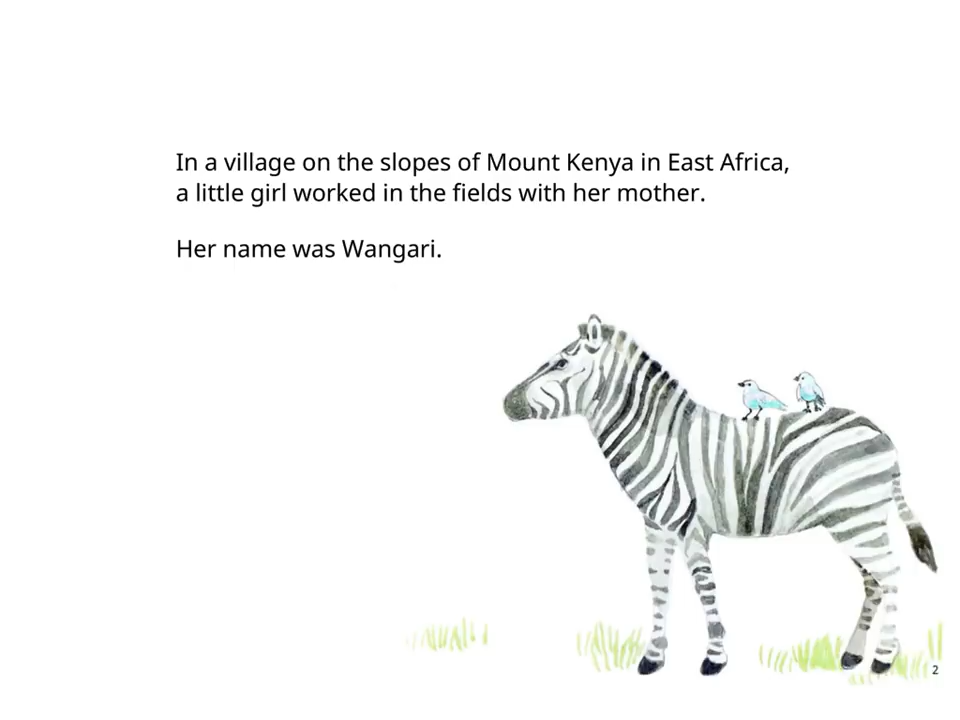 In a village on the slopes of Mount Kenya in East Africa,
a little girl worked in the fields with her mother.
Her name was Wangari.
2